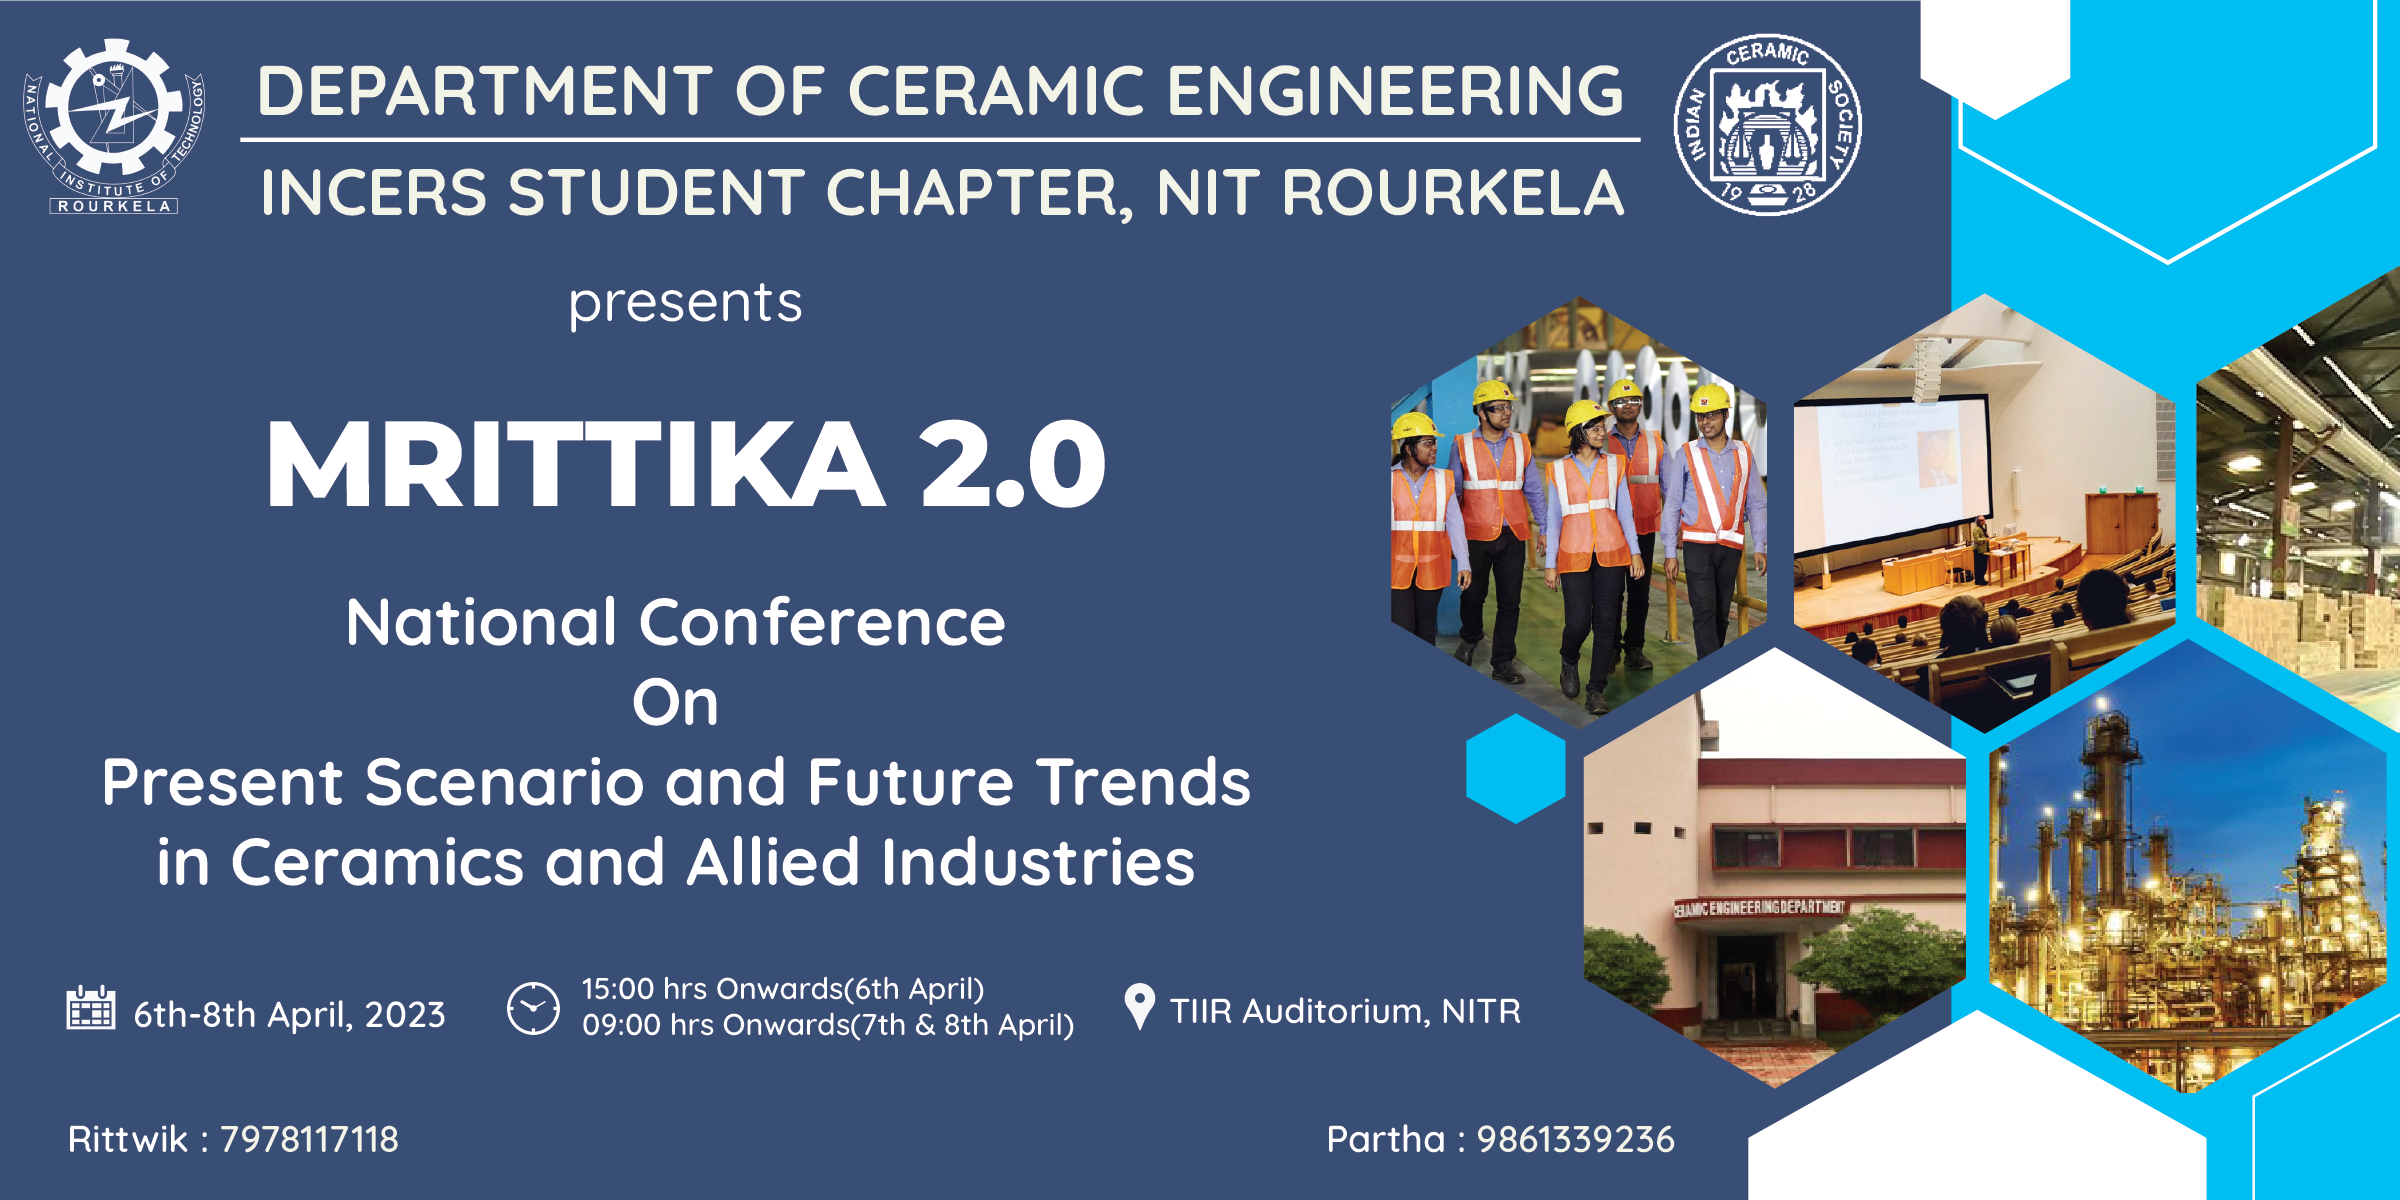 NATIONAL INSTITUTE OF TECHNOLOGY
ROURKELA
DEPARTMENT OF CERAMIC ENGINEERING
INCERS STUDENT CHAPTER, NIT ROURKELA
INDIAN CERAMIC SOCIETY
1928
presents
MRITTIKA 2.0
National Conference
On
Present Scenario and Future Trends
in Ceramics and Allied Industries
CERAMIC ENGINEERING DEPARTMENT
6th-8th April, 2023
15:00 hrs Onwards(6th April)
09:00 hrs Onwards(7th & 8th April)
TIIR Auditorium, NITR
Rittwik : 7978117118
Partha : 9861339236